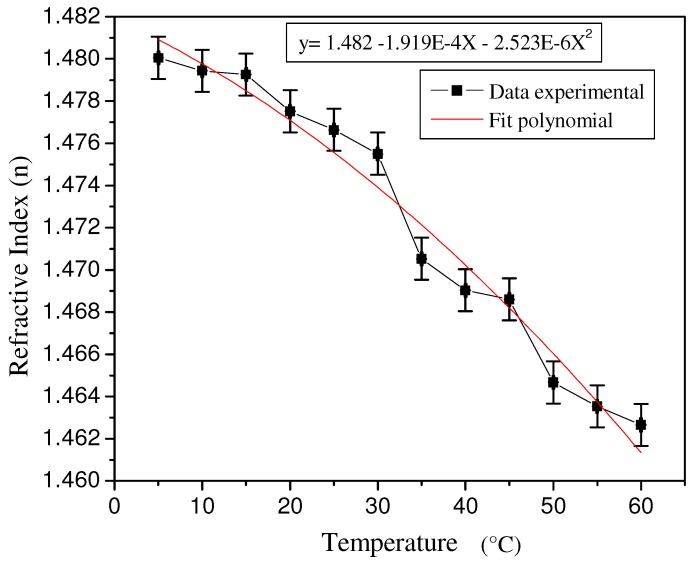 y= 1.482 -1.919E-4X - 2.523E-6X²
Data experimental
Fit polynomial
1.482
1.480
1.478
1.476
1.474
1.472
1.470
1.468
1.466
1.464
1.462
1.460
Refractive Index (n)
0 10 20 30 40 50 60
Temperature (°C)